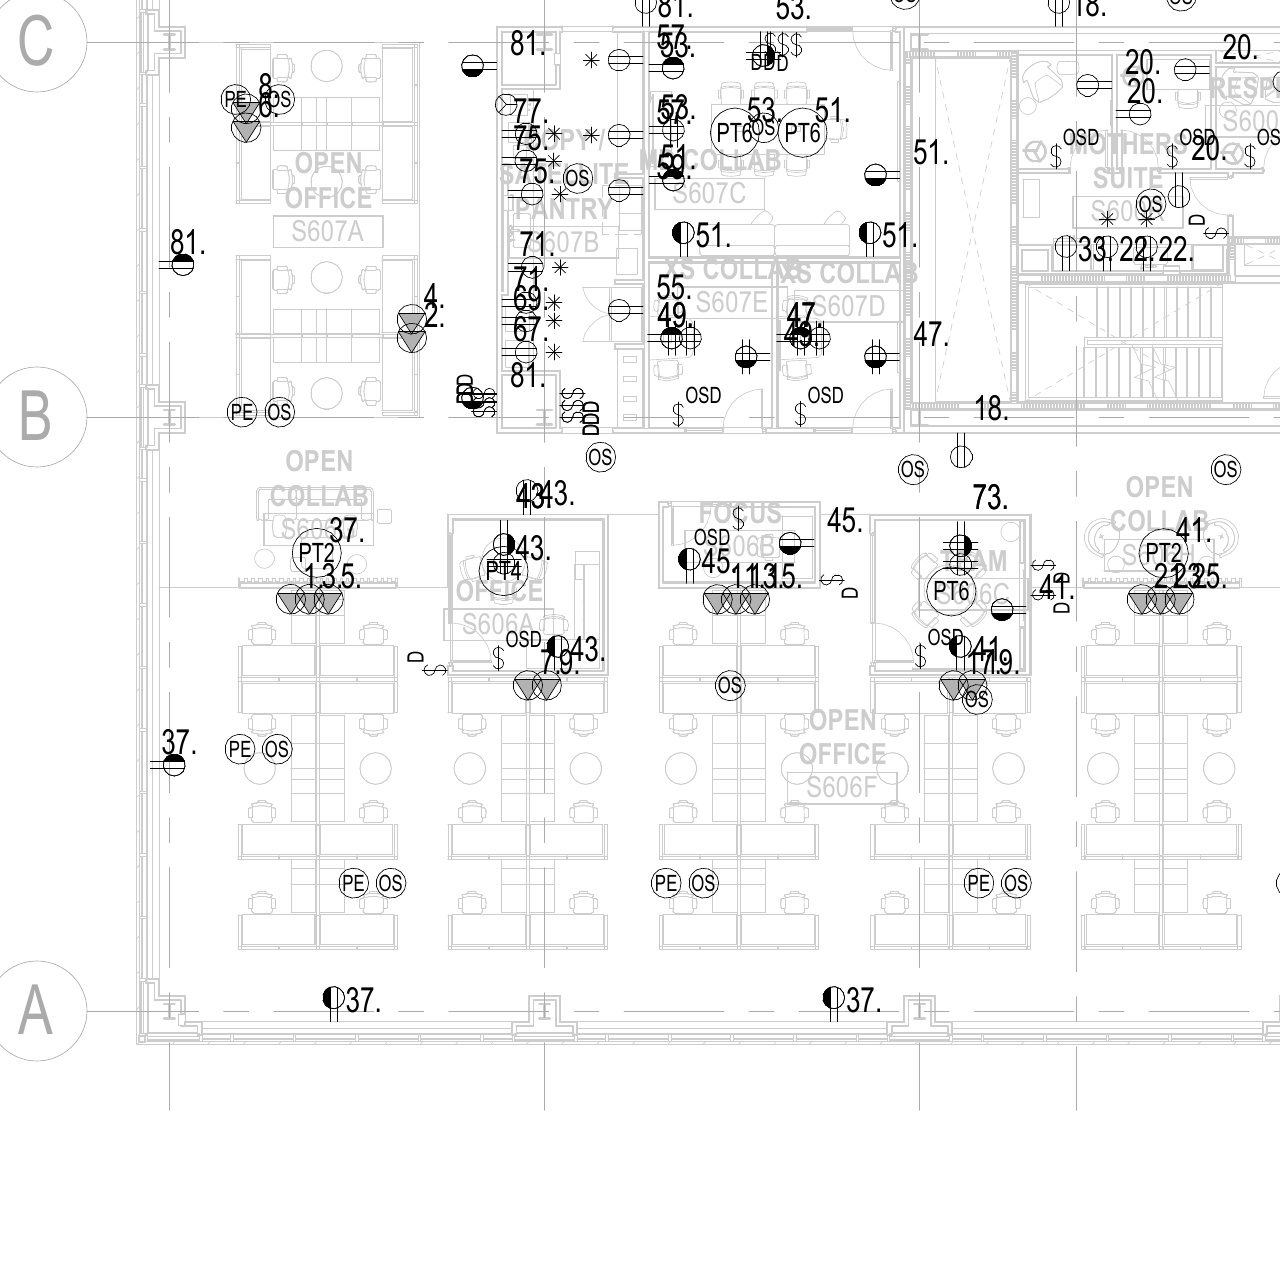 C
81.
53.
18.
81.
57.
53.
$$$
DDD
20.
20.
20.
PE
OS
8.
6.
OPEN
OFFICE
S607A
77.
75.
75.
COPY /
PANTRY
S607B
OS
53.
57.
51.
PT6
OS
53.
PT6
51.
COLLAB
S607C
51.
OSD
$
MOTHERS
SUITE
OS
OSD
$
20.
OSD
$
RESP
S600
81.
51.
51.
D
$
33.
22.
22.
71.
71.
69.
67.
81.
XS COLLAB
S607E
XS COLLAB
S607D
55.
49.
47.
47.
4.
2.
OSD
$
OSD
$
B
PE
OS
DDD
$$$
$$$
DDD
18.
OS
OS
OS
OPEN
COLLAB
37.
PT2
1.
3.
5.
43.
43.
43.
PT4
OFFICE
S606A
OSD
$
43.
D
$
7.
9.
FOCUS
S606B
$
OSD
45.
45.
$
D
11.
13.
15.
73.
TEAM
S606C
PT6
OSD
$
41.
41.
$
D
$
D
17.
19.
OS
OPEN
COLLAB
41.
PT2
21.
23.
25.
OS
OPEN
OFFICE
S606F
37.
PE
OS
PE
OS
PE
OS
PE
OS
A
37.
37.